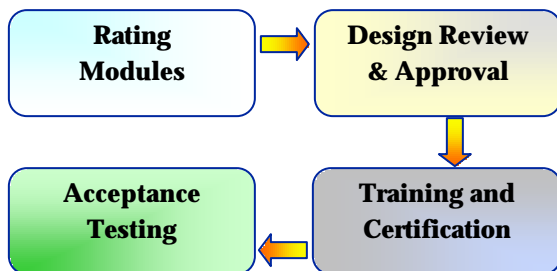 Rating
Modules
Design Review
& Approval
Training and
Certification
Acceptance
Testing